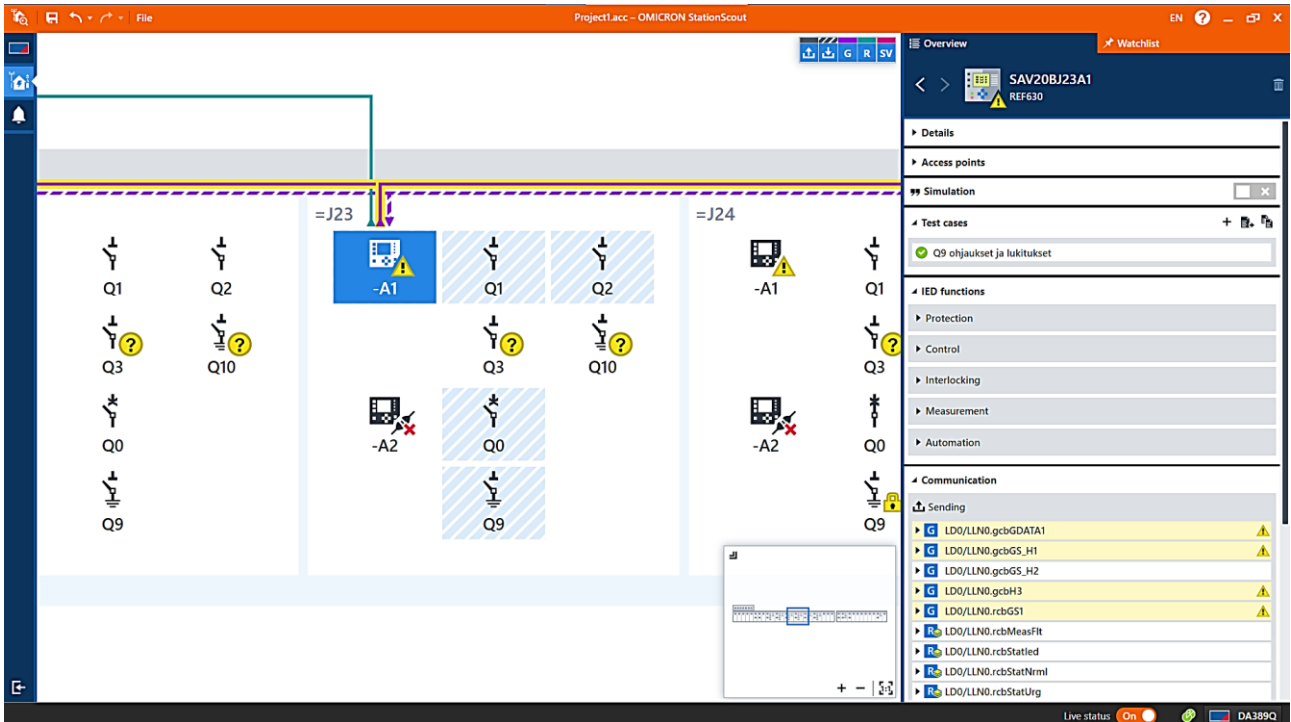 File
Project1.acc – OMICRON StationScout
EN
G R SV
Overview
Watchlist
SAV20BJ23A1
REF630
Details
Access points
Simulation
Test cases
Q9 ohjaukset ja lukitukset
IED functions
Protection
Control
Interlocking
Measurement
Automation
Communication
Sending
G LD0/LLN0.gcbGDATA1
G LD0/LLN0.gcbGS_H1
G LD0/LLN0.gcbGS_H2
G LD0/LLN0.gcbH3
G LD0/LLN0.rcbGS1
R LD0/LLN0.rcbMeasFlt
R LD0/LLN0.rcbStatled
R LD0/LLN0.rcbStatNrml
R LD0/LLN0.rcbStatUrg
=J23
=J24
Q1 Q2 -A1 Q1 Q2 -A1 Q1
Q3 Q10 Q3 Q10 Q3
Q0 -A2 Q0 -A2 Q0
Q9 Q9 Q9
1:1
Live status On DA389Q